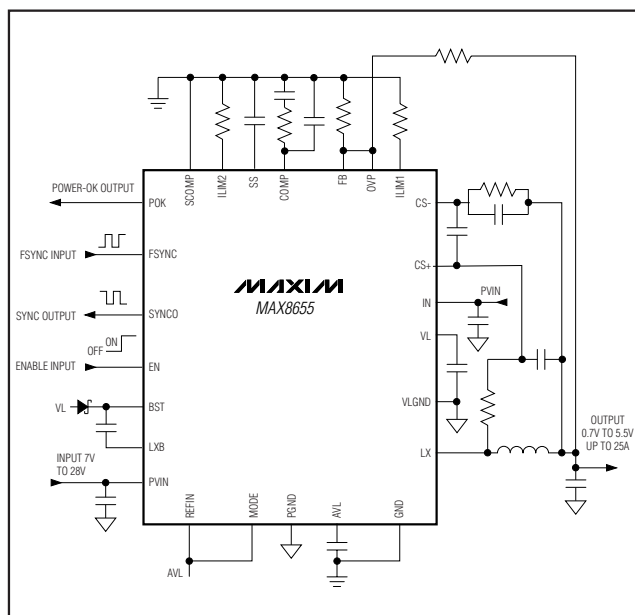 SCOMP
ILIM2
SS
COMP
FB
OVP
ILIM1
POWER-OK OUTPUT
POK
CS-
FSYNC INPUT
FSYNC
CS+
MAXIM
MAX8655
IN
PVIN
SYNC OUTPUT
SYNCO
VL
ON
OFF
ENABLE INPUT
EN
VL
BST
VLGND
LXB
OUTPUT
0.7V TO 5.5V
UP TO 25A
LX
INPUT 7V
TO 28V
PVIN
REFIN
MODE
PGND
AVL
GND
AVL